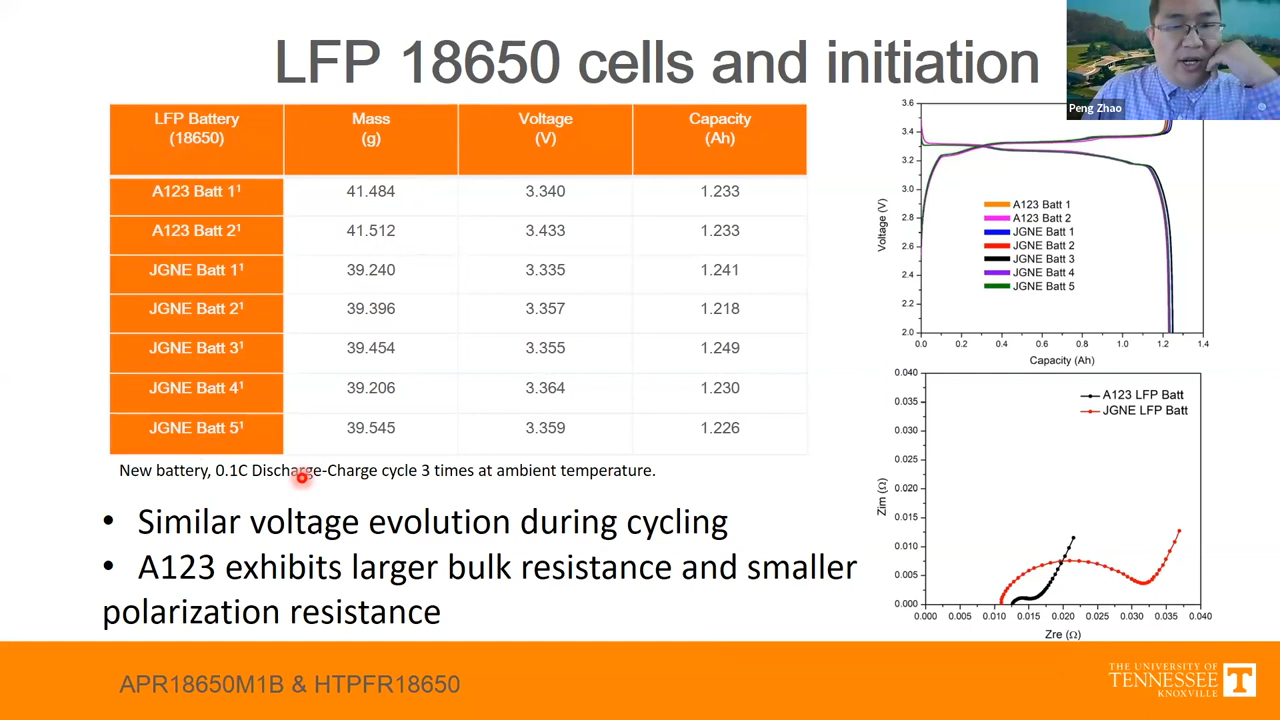 LFP 18650 cells and initiation
Peng Zhao
LFP Battery (18650) Mass (g) Voltage (V) Capacity (Ah)
A123 Batt 1¹ 41.484 3.340 1.233
A123 Batt 2¹ 41.512 3.433 1.233
JGNE Batt 1¹ 39.240 3.335 1.241
JGNE Batt 2¹ 39.396 3.357 1.218
JGNE Batt 3¹ 39.454 3.355 1.249
JGNE Batt 4¹ 39.206 3.364 1.230
JGNE Batt 5¹ 39.545 3.359 1.226
New battery, 0.1C Discharge-Charge cycle 3 times at ambient temperature.
• Similar voltage evolution during cycling
• A123 exhibits larger bulk resistance and smaller
polarization resistance
3.6
3.4
3.2
3.0
2.8
2.6
2.4
2.2
2.0
Voltage (V)
A123 Batt 1
A123 Batt 2
JGNE Batt 1
JGNE Batt 2
JGNE Batt 3
JGNE Batt 4
JGNE Batt 5
0.0 0.2 0.4 0.6 0.8 1.0 1.2 1.4
Capacity (Ah)
0.040
0.035
0.030
0.025
0.020
0.015
0.010
0.005
0.000
Zim (Ω)
A123 LFP Batt
JGNE LFP Batt
0.000 0.005 0.010 0.015 0.020 0.025 0.030 0.035 0.040
Zre (Ω)
APR18650M1B & HTPFR18650
THE UNIVERSITY OF
TENNESSEE
KNOXVILLE
T